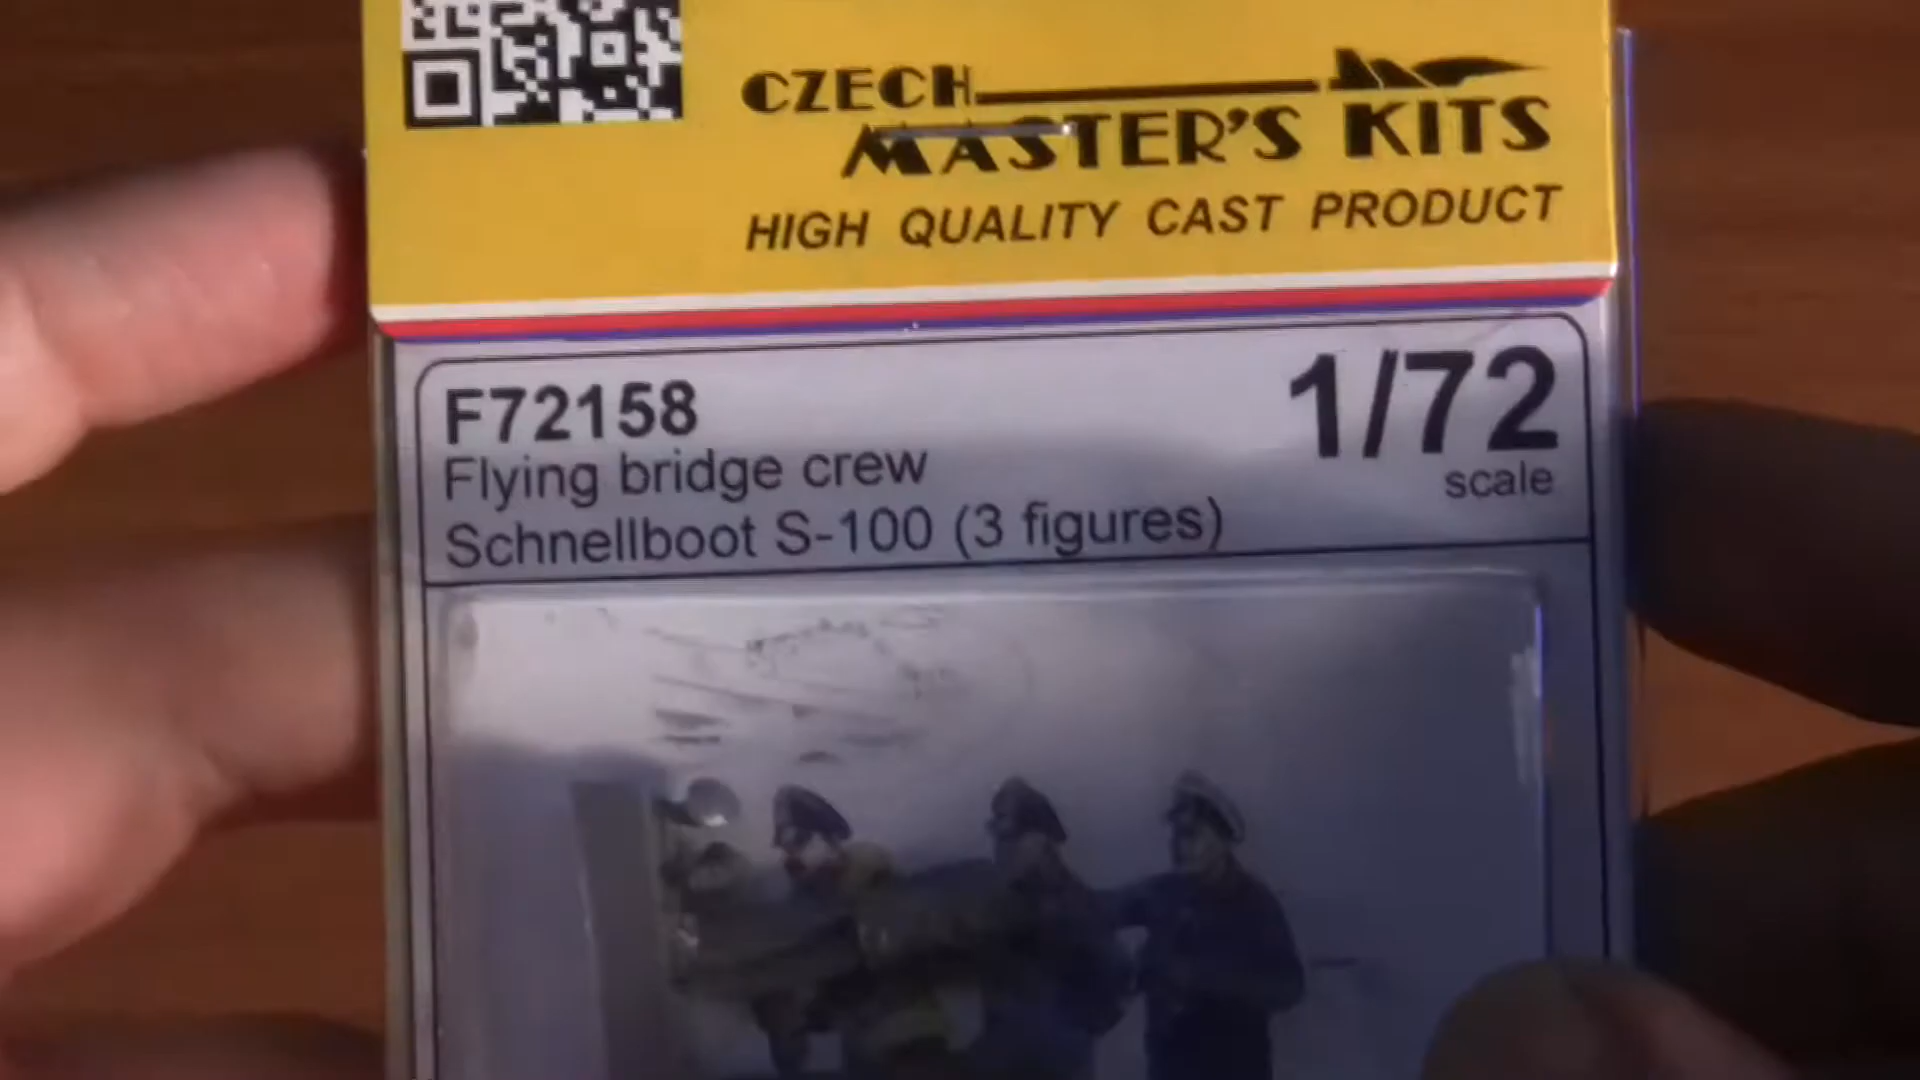 CZECH
MASTER'S KITS
HIGH QUALITY CAST PRODUCT
F72158
1/72
scale
Flying bridge crew
Schnellboot S-100 (3 figures)